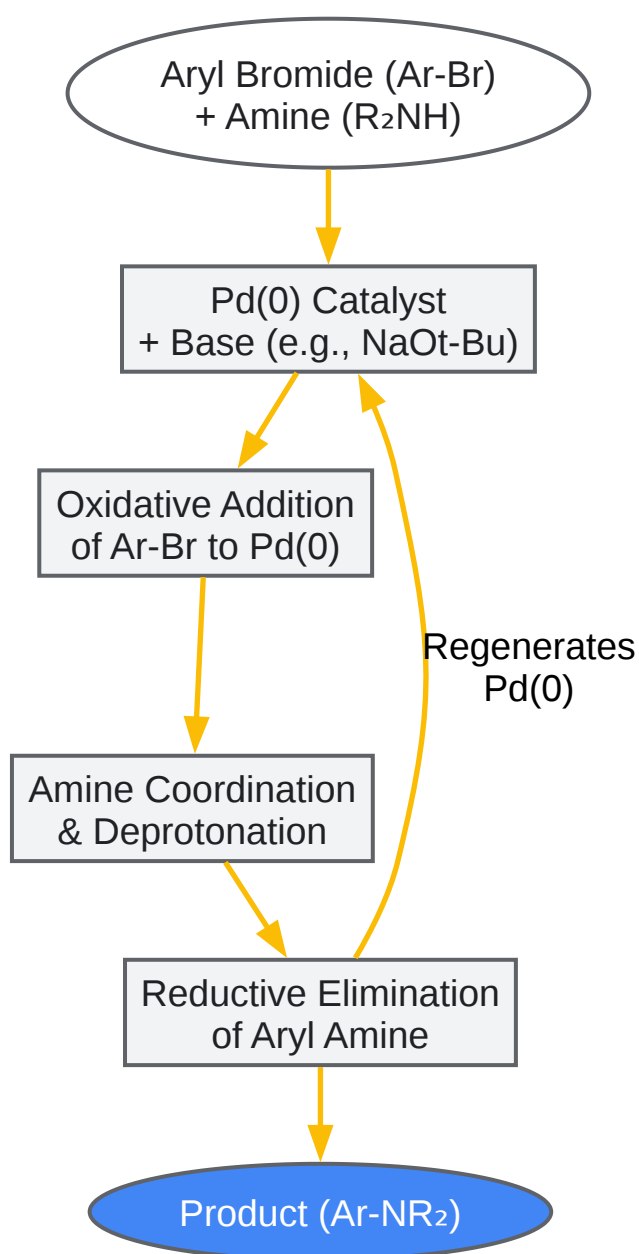 Aryl Bromide (Ar-Br)
+ Amine (R₂NH)
Pd(0) Catalyst
+ Base (e.g., NaOt-Bu)
Oxidative Addition
of Ar-Br to Pd(0)
Regenerates
Pd(0)
Amine Coordination
& Deprotonation
Reductive Elimination
of Aryl Amine
Product (Ar-NR₂)